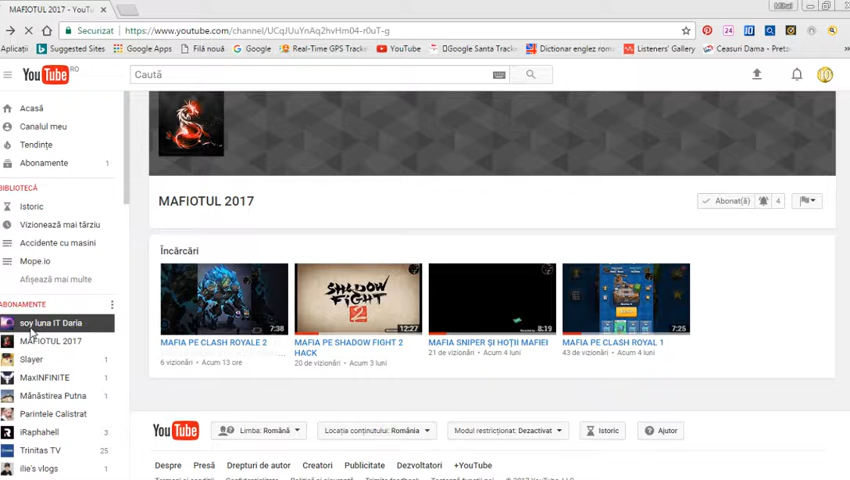 MAFIOTUL 2017 - YouTu
Mihai
Securizat
https://www.youtube.com/channel/UCqJUuYnAq2hvHm04-r0uT-g
Aplicații
Suggested Sites
Google Apps
Filă nouă
Google
Real-Time GPS Track
YouTube
Google Santa Tracke
Dictionar englez rom
Listeners' Gallery
Ceasuri Dama - Pret
YouTube RO
Caută
Acasă
Canalul meu
Tendințe
Abonamente 1
BIBLIOTECĂ
Istoric
Vizionează mai târziu
Accidente cu masini
Mope.io
Afișează mai multe
ABONAMENTE
soy luna IT Daria
MAFIOTUL 2017
Slayer 1
MaxINFINITE 1
Mănăstirea Putna 1
Parintele Calistrat
iRaphahell 3
Trinitas TV 25
ilie's vlogs 1
MAFIOTUL 2017
Abonat(ă) 4
Încărcări
7:38
SHADOW
FIGHT
2
12:27
8:19
7:25
MAFIA PE CLASH ROYALE 2
6 vizionări • Acum 13 ore
MAFIA PE SHADOW FIGHT 2
HACK
20 de vizionări • Acum 3 luni
MAFIA SNIPER ȘI HOȚII MAFIEI
21 de vizionări • Acum 4 luni
MAFIA PE CLASH ROYAL 1
43 de vizionări • Acum 4 luni
YouTube
Limba: Română
Locația conținutului: România
Modul restricționat: Dezactivat
Istoric
Ajutor
Despre
Presă
Drepturi de autor
Creatori
Publicitate
Dezvoltatori
+YouTube